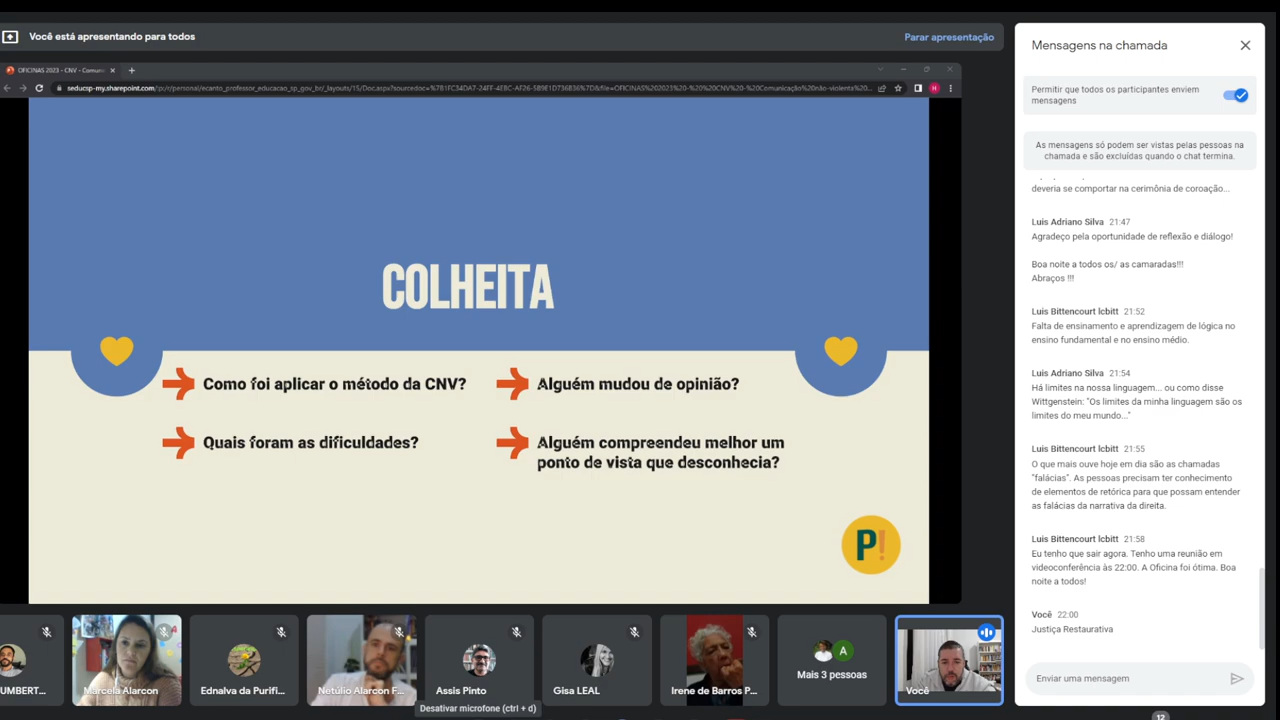 Você está apresentando para todos
Parar apresentação
OFICINAS 2023 - CNV - Comunic
COLHEITA
Como foi aplicar o método da CNV?
Quais foram as dificuldades?
Alguém mudou de opinião?
Alguém compreendeu melhor um
ponto de vista que desconhecia?
P!
UMBERT...
Marcela Alarcon
Ednalva da Purifi...
Netúlio Alarcon F...
Assis Pinto
Gisa LEAL
Irene de Barros P...
A
Mais 3 pessoas
Você
Desativar microfone (ctrl + d)
Mensagens na chamada
Permitir que todos os participantes enviem
mensagens
As mensagens só podem ser vistas pelas pessoas na
chamada e são excluídas quando o chat termina.
deveria se comportar na cerimônia de coroação...
Luis Adriano Silva 21:47
Agradeço pela oportunidade de reflexão e diálogo!
Boa noite a todos os/ as camaradas!!!
Abraços !!!
Luis Bittencourt lcbitt 21:52
Falta de ensinamento e aprendizagem de lógica no
ensino fundamental e no ensino médio.
Luis Adriano Silva 21:54
Há limites na nossa linguagem... ou como disse
Wittgenstein: "Os limites da minha linguagem são os
limites do meu mundo..."
Luis Bittencourt lcbitt 21:55
O que mais ouve hoje em dia são as chamadas
"falácias". As pessoas precisam ter conhecimento
de elementos de retórica para que possam entender
as falácias da narrativa da direita.
Luis Bittencourt lcbitt 21:58
Eu tenho que sair agora. Tenho uma reunião em
videoconferência às 22:00. A Oficina foi ótima. Boa
noite a todos!
Você 22:00
Justiça Restaurativa
Enviar uma mensagem
12